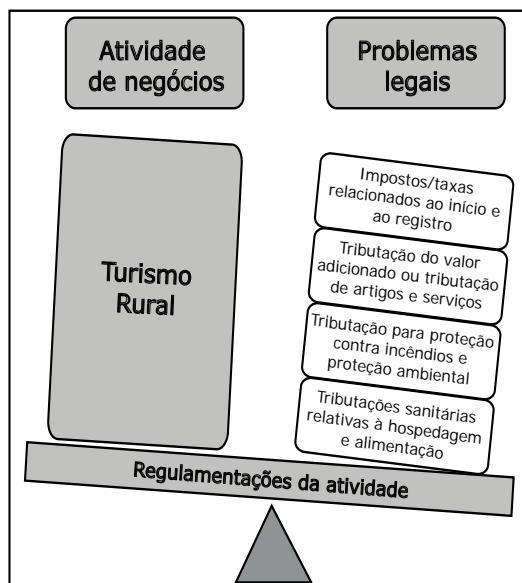 Atividade
de negócios
Problemas
legais
Turismo
Rural
Impostos/taxas
relacionados ao início e
ao registro
Tributação do valor
adicionado ou tributação
de artigos e serviços
Tributação para proteção
contra incêndios e
proteção ambiental
Tributações sanitárias
relativas à hospedagem
e alimentação
Regulamentações da atividade